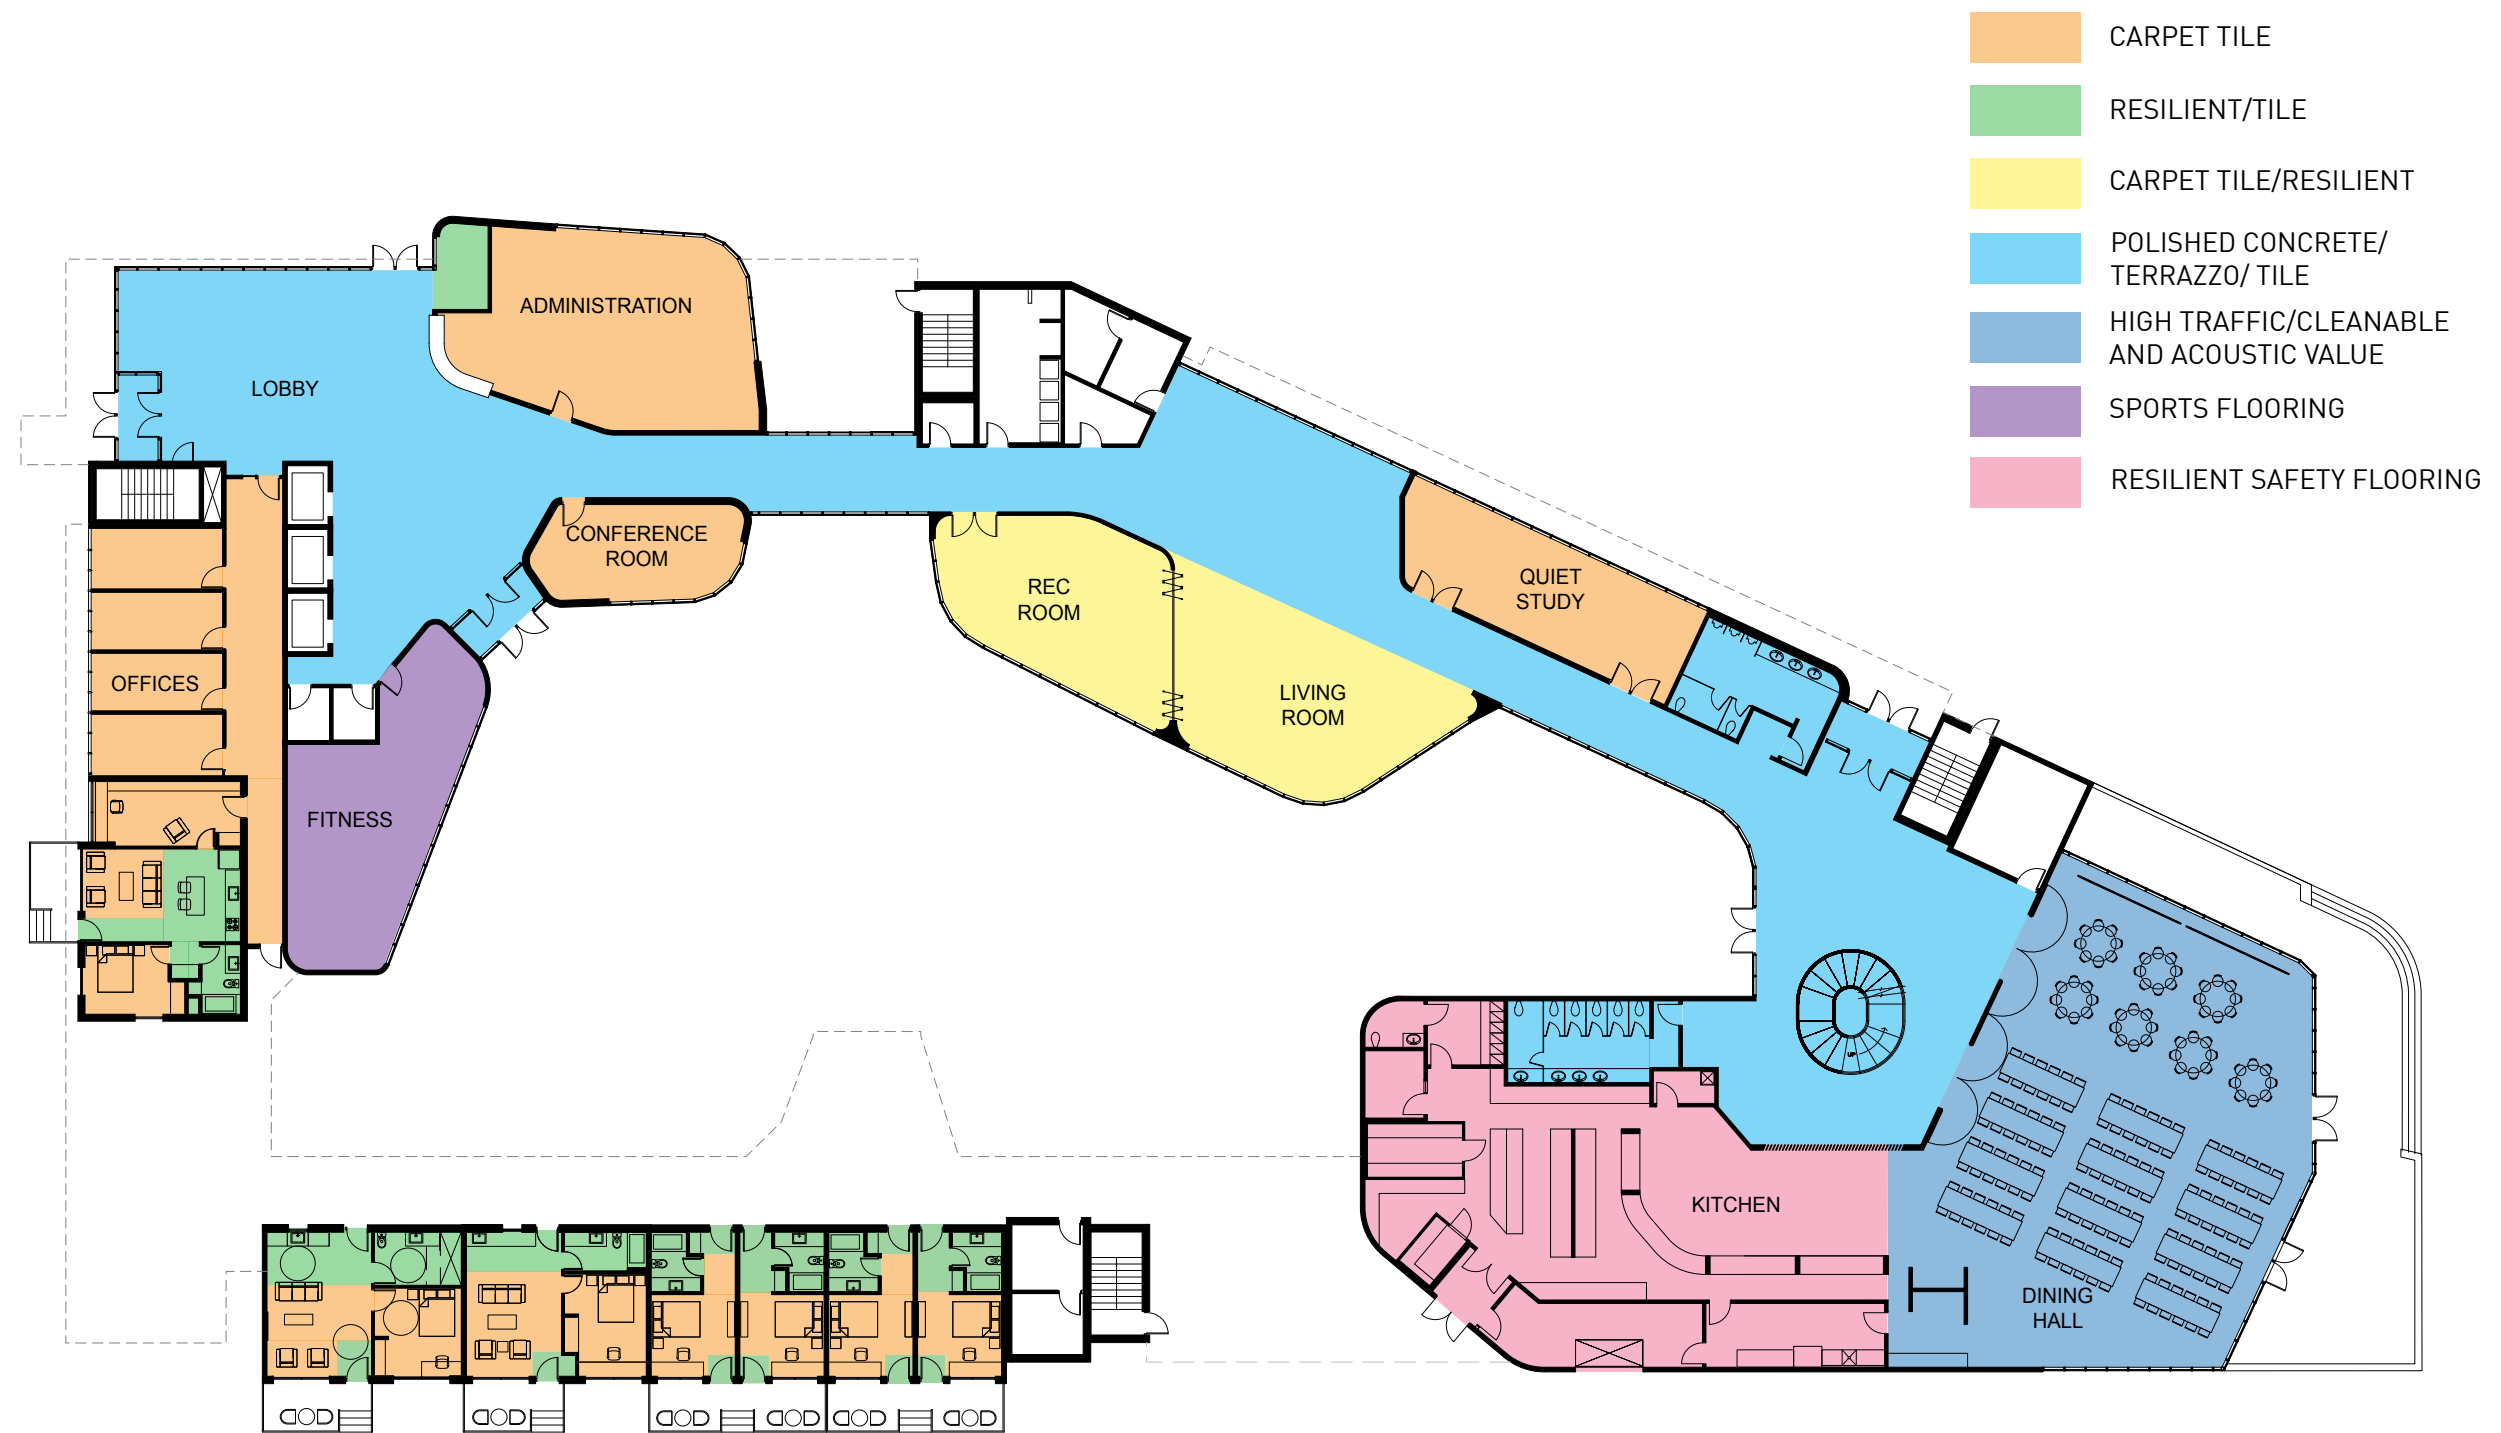 CARPET TILE
RESILIENT/TILE
CARPET TILE/RESILIENT
POLISHED CONCRETE/
TERRAZZO/ TILE
HIGH TRAFFIC/CLEANABLE
AND ACOUSTIC VALUE
SPORTS FLOORING
RESILIENT SAFETY FLOORING
ADMINISTRATION
LOBBY
CONFERENCE
ROOM
REC
ROOM
QUIET
STUDY
OFFICES
LIVING
ROOM
FITNESS
UP
KITCHEN
DINING
HALL